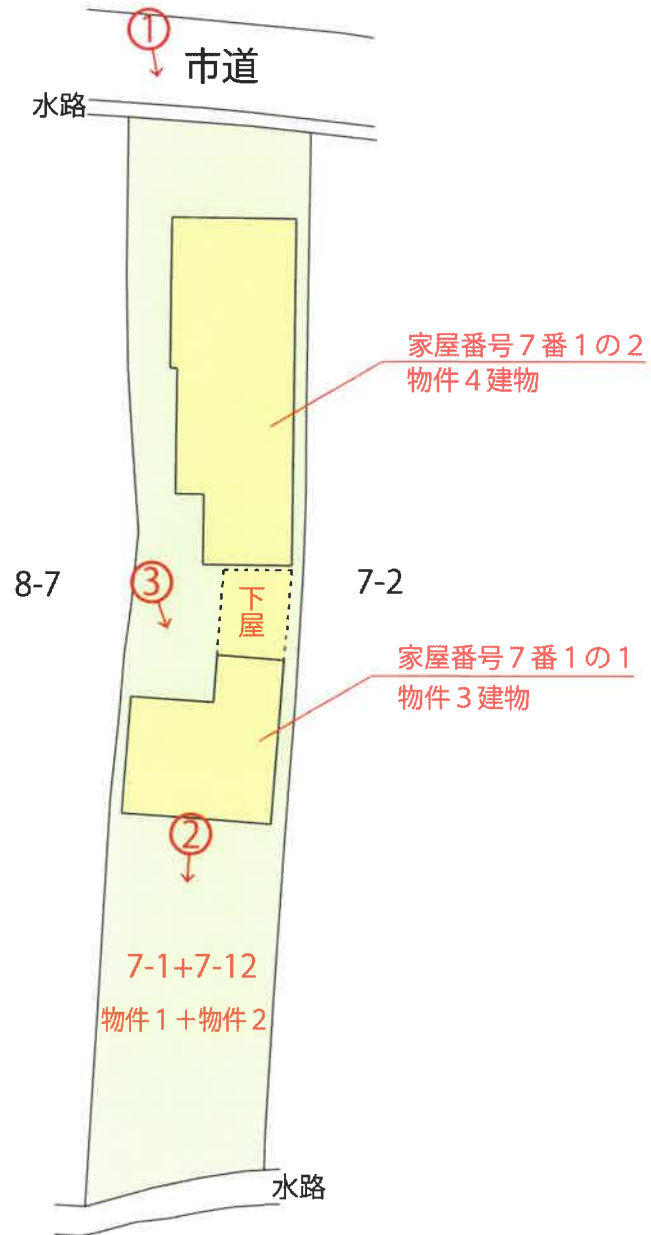 ①
市道
水路
家屋番号７番１の２
物件４建物
8-7
③
7-2
下屋
家屋番号７番１の１
物件３建物
②
7-1+7-12
物件１＋物件２
水路